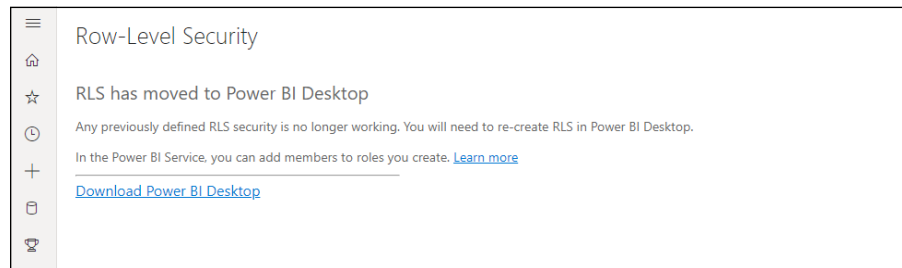 Row-Level Security
RLS has moved to Power BI Desktop
Any previously defined RLS security is no longer working. You will need to re-create RLS in Power BI Desktop.
In the Power BI Service, you can add members to roles you create. Learn more
Download Power BI Desktop